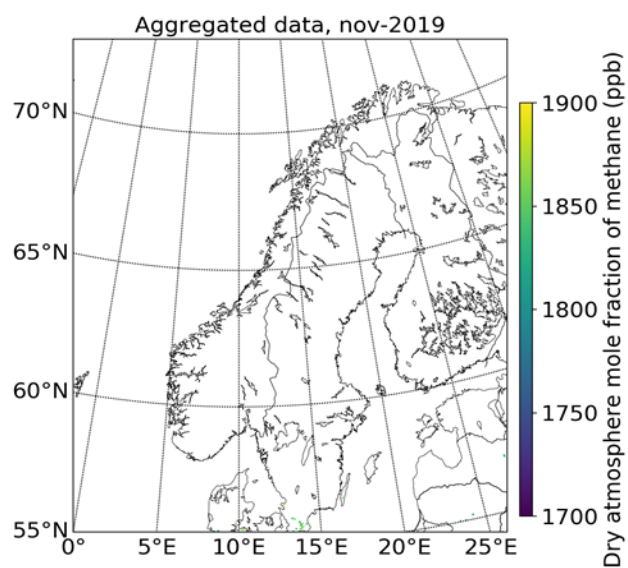 Aggregated data, nov-2019
70°N
65°N
60°N
55°N
0°
5°E
10°E
15°E
20°E
25°E
1900
1850
1800
1750
1700
Dry atmosphere mole fraction of methane (ppb)